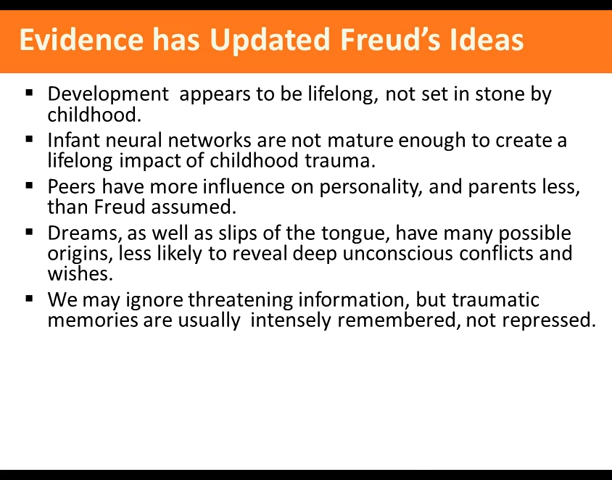 Evidence has Updated Freud's Ideas
▪ Development appears to be lifelong, not set in stone by
childhood.
▪ Infant neural networks are not mature enough to create a
lifelong impact of childhood trauma.
▪ Peers have more influence on personality, and parents less,
than Freud assumed.
▪ Dreams, as well as slips of the tongue, have many possible
origins, less likely to reveal deep unconscious conflicts and
wishes.
▪ We may ignore threatening information, but traumatic
memories are usually intensely remembered, not repressed.